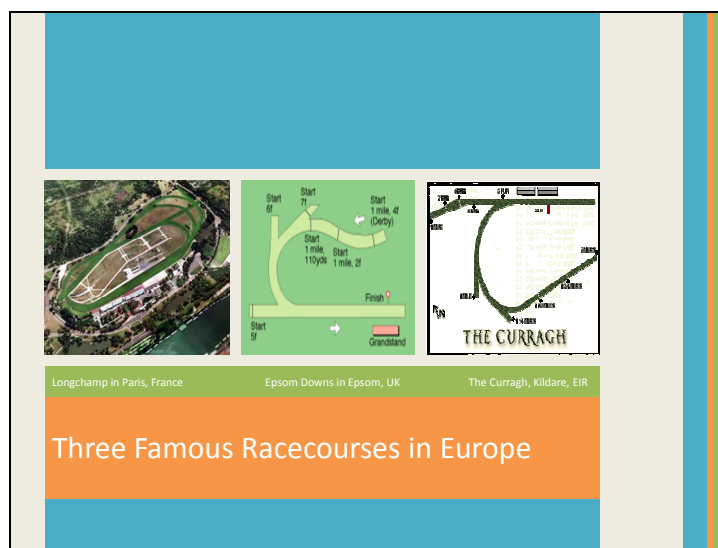 Start
6f
Start
7f
Start
1 mile, 4f
(Derby)
Start
1 mile,
110yds
Start
1 mile, 2f
Finish
Start
5f
Grandstand
THE CURRAGH
Longchamp in Paris, France
Epsom Downs in Epsom, UK
The Curragh, Kildare, EIR
Three Famous Racecourses in Europe